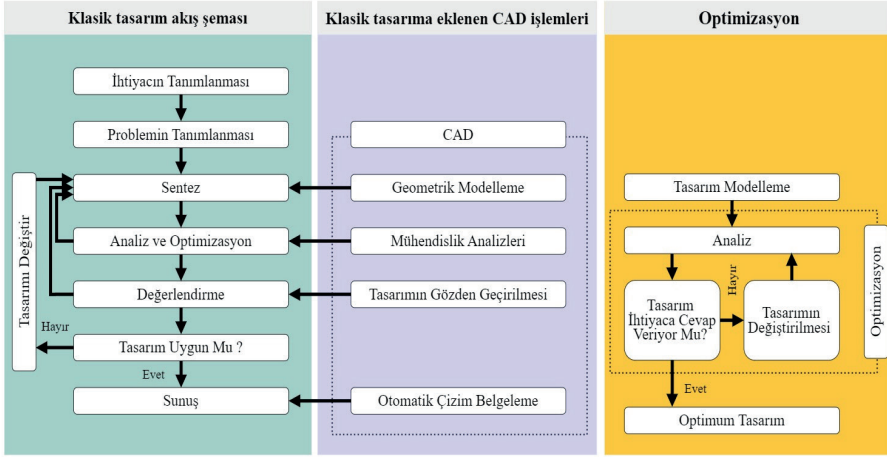 Klasik tasarım akış şeması
İhtiyacın Tanımlanması
Problemin Tanımlanması
Sentez
Analiz ve Optimizasyon
Değerlendirme
Tasarım Uygun Mu ?
Sunuş
Tasarımı Değiştir
Hayır
Evet
Klasik tasarıma eklenen CAD işlemleri
CAD
Geometrik Modelleme
Mühendislik Analizleri
Tasarımın Gözden Geçirilmesi
Otomatik Çizim Belgeleme
Optimizasyon
Tasarım Modelleme
Analiz
Tasarım
İhtiyaca Cevap
Veriyor Mu?
Hayır
Tasarımın
Değiştirilmesi
Optimizasyon
Evet
Optimum Tasarım